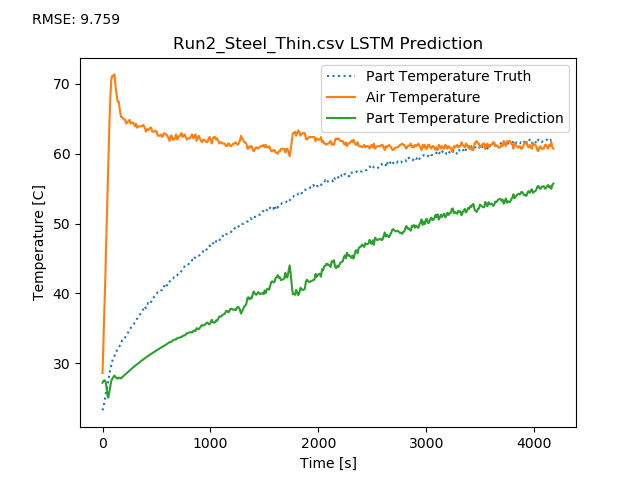 RMSE: 9.759
Run2_Steel_Thin.csv LSTM Prediction
Part Temperature Truth
Air Temperature
Part Temperature Prediction
Temperature [C]
70
60
50
40
30
0 1000 2000 3000 4000
Time [s]